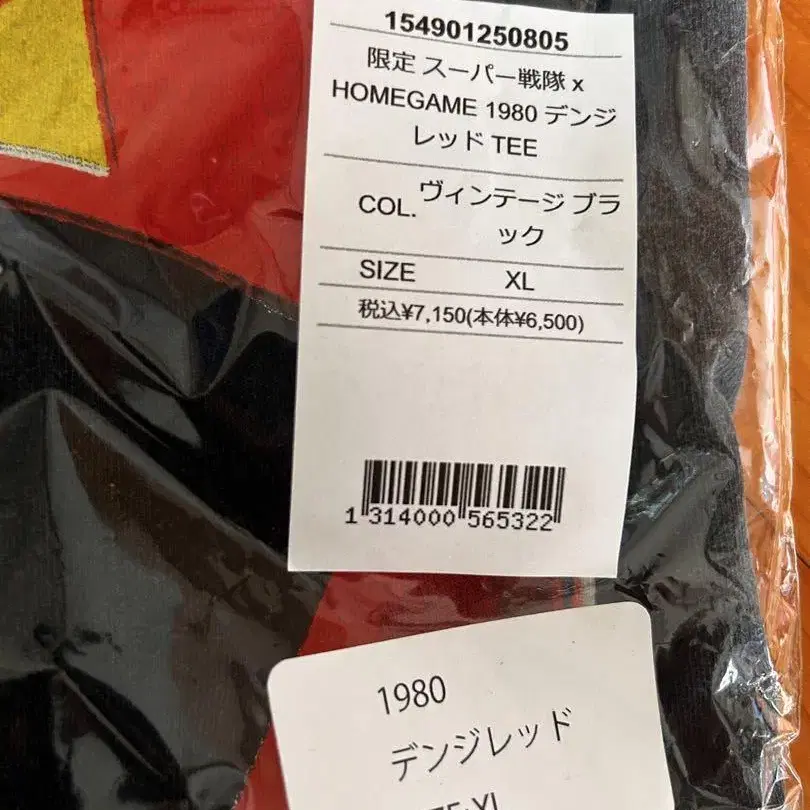 154901250805
限定 スーパー戦隊 x
HOMEGAME 1980 デンジ
レッド TEE
COL. ヴィンテージ ブラ
ック
SIZE XL
税込¥7,150(本体¥6,500)
1 314000 565322
1980
デンジレッド
XL